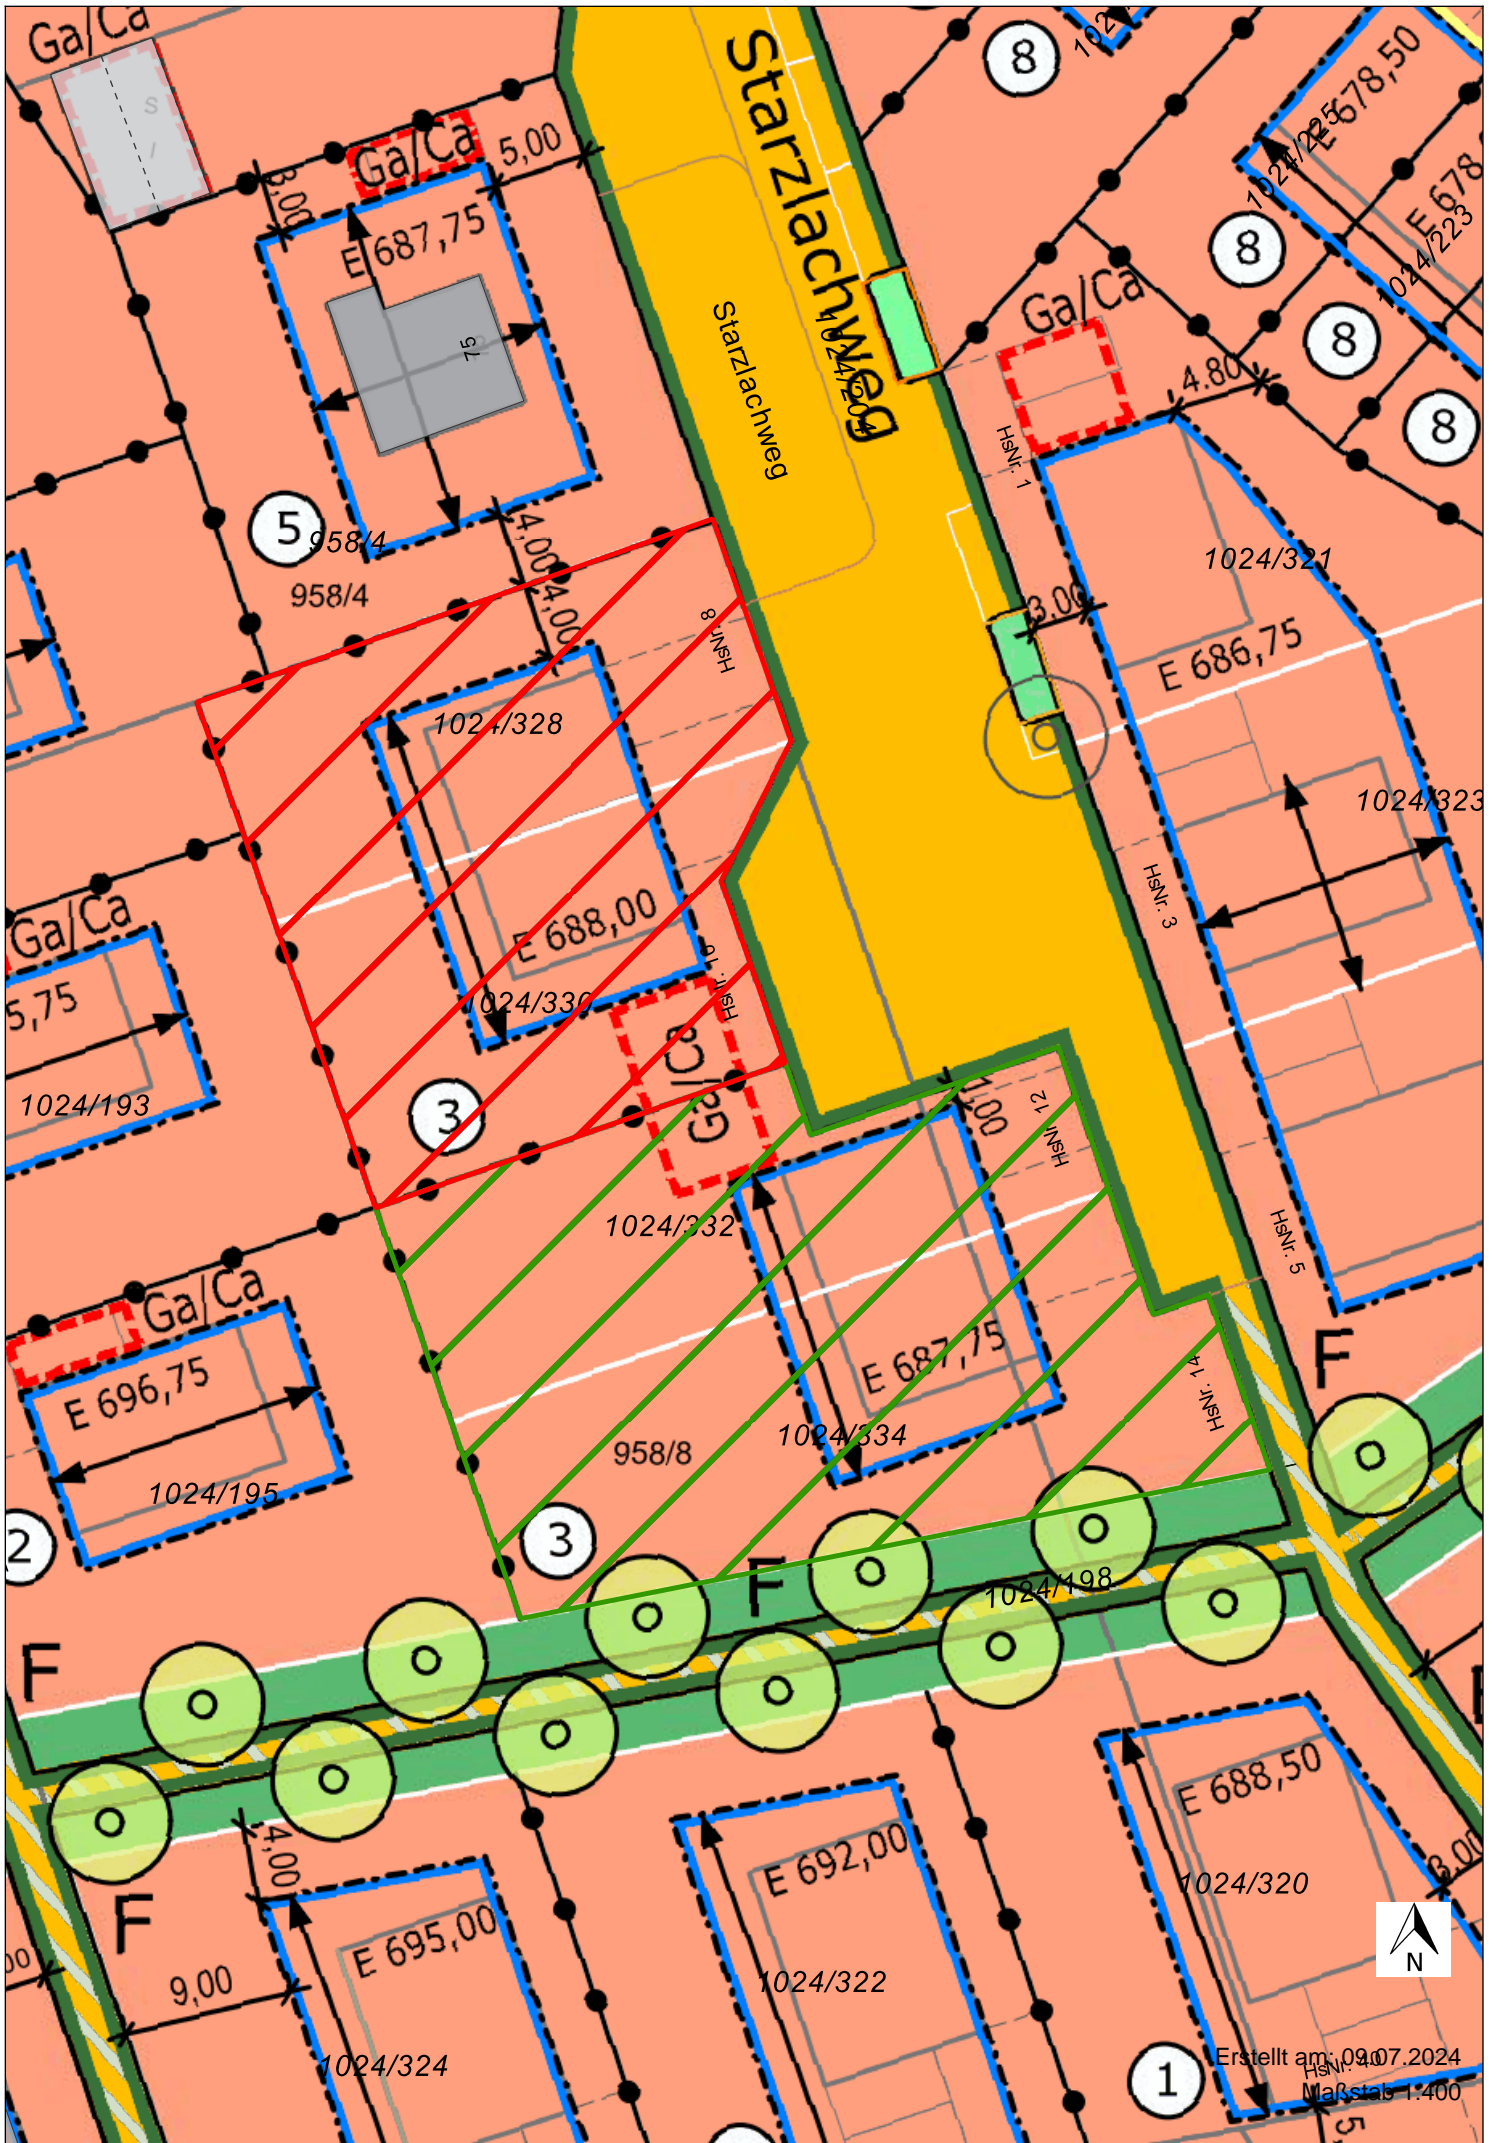 Ga/Ca
Ga/Ca
5,00
3,00
E 687,75
75
Starzlachweg
Starzlachweg
1024/204
8
E 678,50
1024/225
1024/223
8
8
8
Ga/Ca
4.80
HsNr. 1
1024/321
3,00
E 686,75
5
958/4
958/4
4,00
4,00
HsNr. 8
1024/328
E 688,00
1024/330
HsNr. 10
1024/323
HsNr. 3
Ga/Ca
5,75
1024/193
3
Ga/Ca
1,00
HsNr. 12
1024/332
HsNr. 5
Ga/Ca
E 696,75
1024/195
E 687,75
1024/334
HsNr. 14
958/8
F
2
3
F
1024/198
F
E 688,50
1024/320
3,00
E 692,00
1024/322
4,00
E 695,00
1024/324
F
9,00
N
1
Erstellt am: 09.07.2024
HsNr. 40
Maßstab 1:400